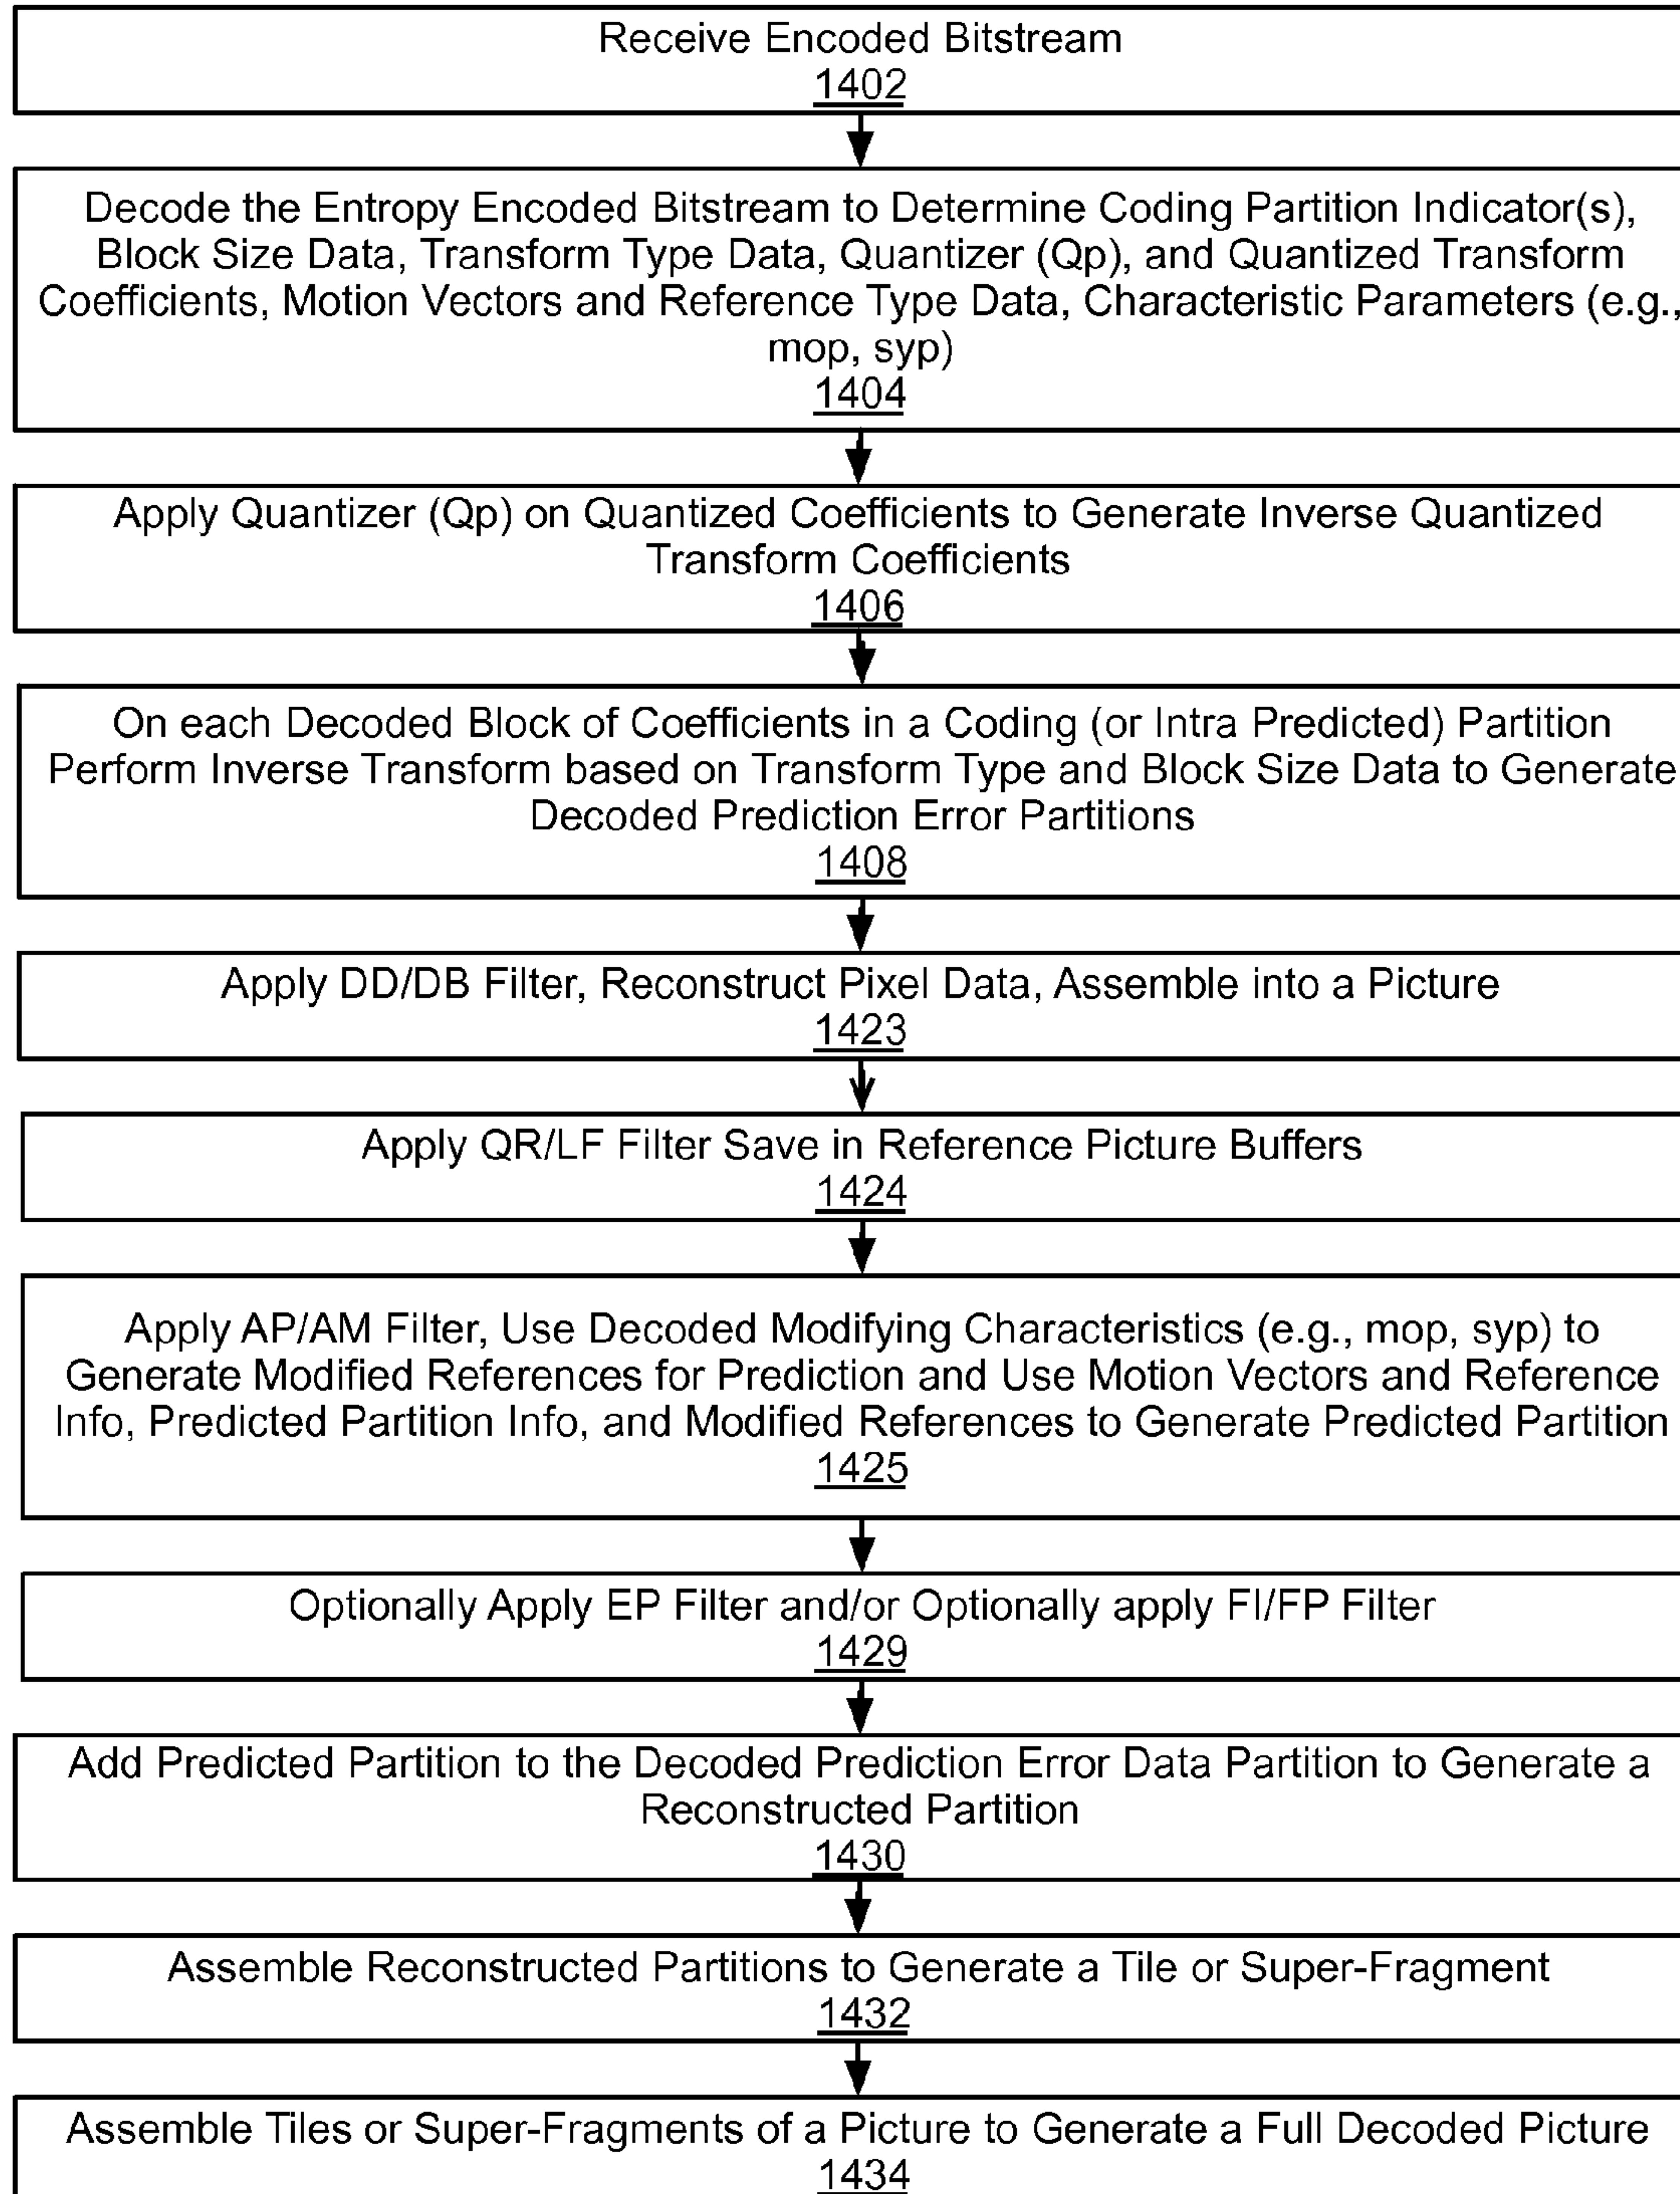 Receive Encoded Bitstream
1402
Decode the Entropy Encoded Bitstream to Determine Coding Partition Indicator(s),
Block Size Data, Transform Type Data, Quantizer (Qp), and Quantized Transform
Coefficients, Motion Vectors and Reference Type Data, Characteristic Parameters (e.g.,
mop, syp)
1404
Apply Quantizer (Qp) on Quantized Coefficients to Generate Inverse Quantized
Transform Coefficients
1406
On each Decoded Block of Coefficients in a Coding (or Intra Predicted) Partition
Perform Inverse Transform based on Transform Type and Block Size Data to Generate
Decoded Prediction Error Partitions
1408
Apply DD/DB Filter, Reconstruct Pixel Data, Assemble into a Picture
1423
Apply QR/LF Filter Save in Reference Picture Buffers
1424
Apply AP/AM Filter, Use Decoded Modifying Characteristics (e.g., mop, syp) to
Generate Modified References for Prediction and Use Motion Vectors and Reference
Info, Predicted Partition Info, and Modified References to Generate Predicted Partition
1425
Optionally Apply EP Filter and/or Optionally apply FI/FP Filter
1429
Add Predicted Partition to the Decoded Prediction Error Data Partition to Generate a
Reconstructed Partition
1430
Assemble Reconstructed Partitions to Generate a Tile or Super-Fragment
1432
Assemble Tiles or Super-Fragments of a Picture to Generate a Full Decoded Picture
1434